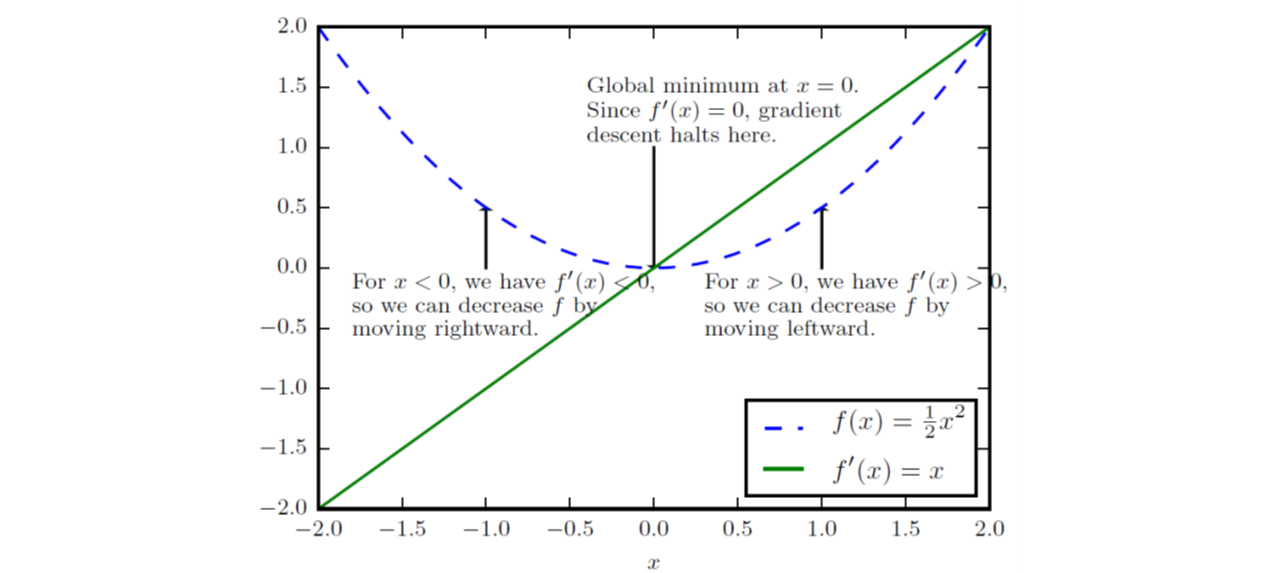 2.0
1.5
1.0
0.5
0.0
−0.5
−1.0
−1.5
−2.0
Global minimum at x = 0.
Since f′(x) = 0, gradient
descent halts here.
For x < 0, we have f′(x) < 0,
so we can decrease f by
moving rightward.
For x > 0, we have f′(x) > 0,
so we can decrease f by
moving leftward.
f(x) = ½x²
f′(x) = x
−2.0 −1.5 −1.0 −0.5 0.0 0.5 1.0 1.5 2.0
x